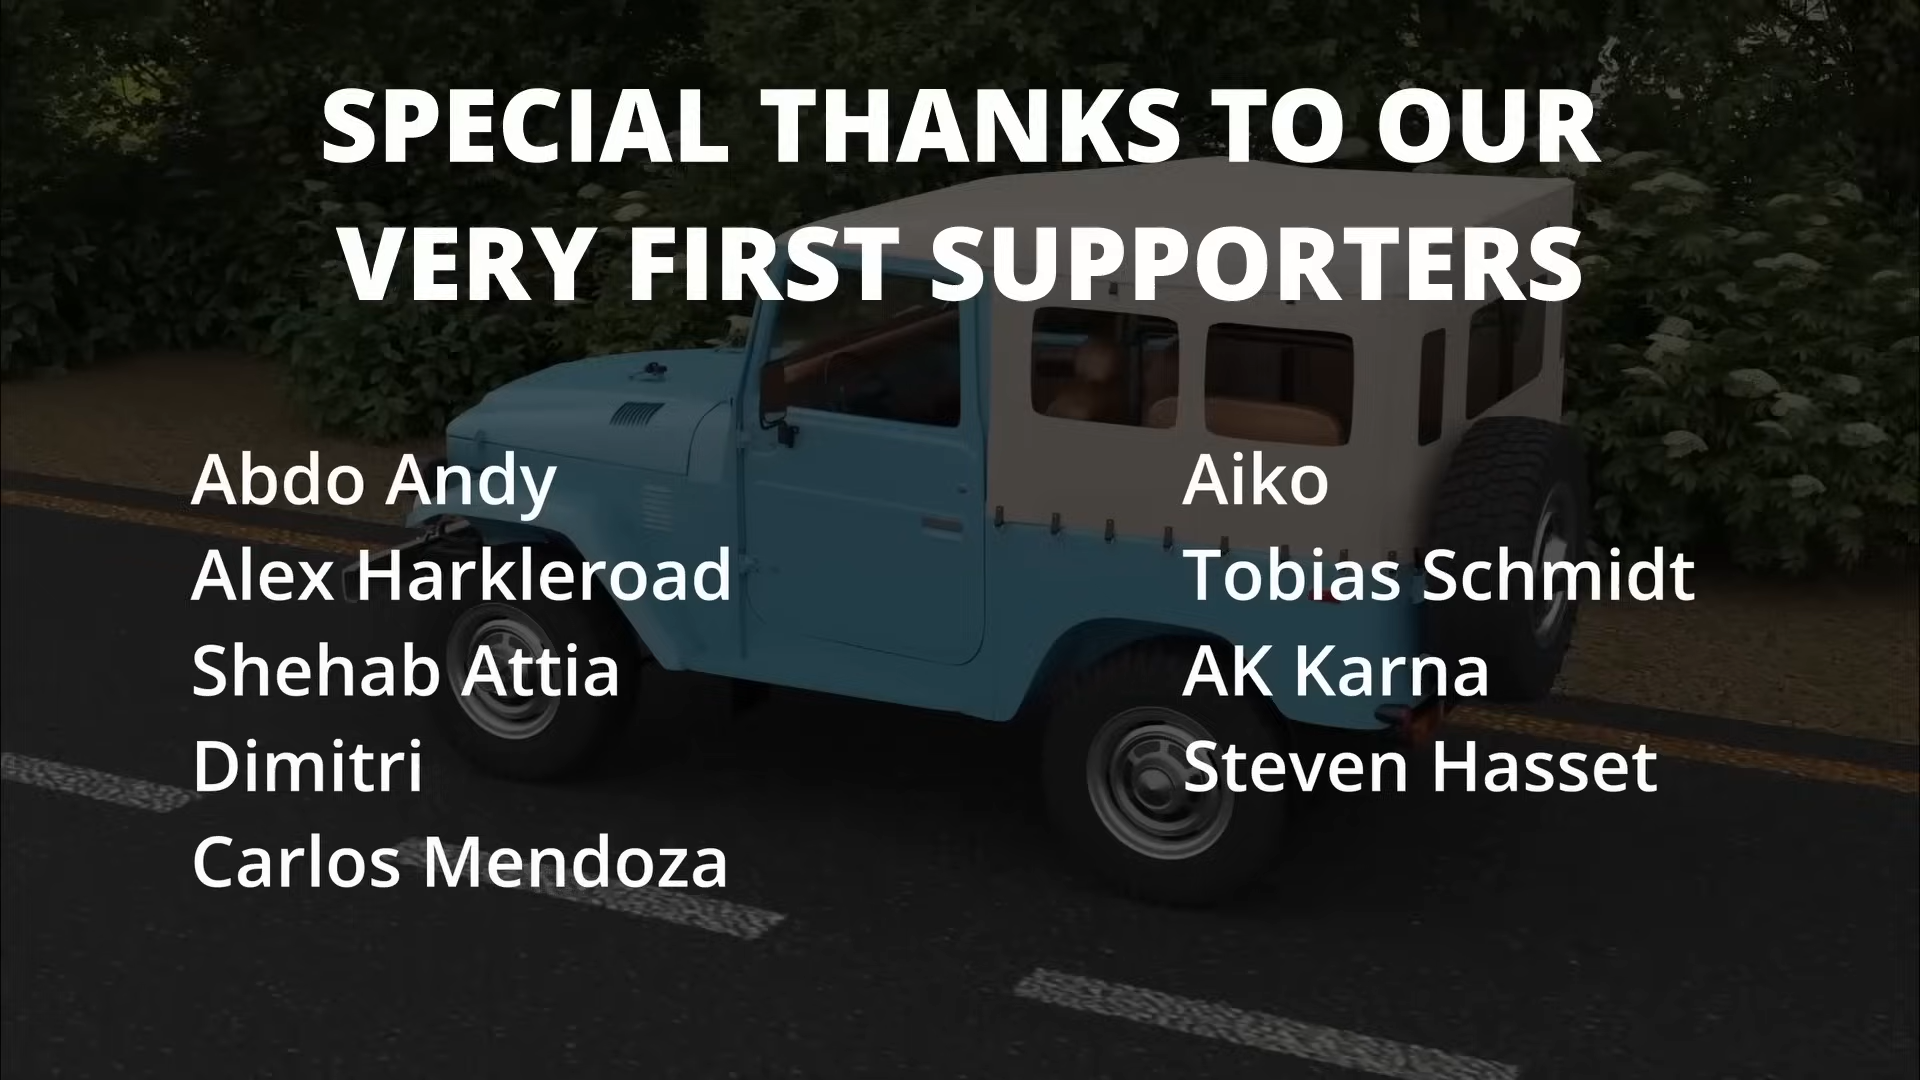 SPECIAL THANKS TO OUR
VERY FIRST SUPPORTERS
Abdo Andy
Alex Harkleroad
Shehab Attia
Dimitri
Carlos Mendoza
Aiko
Tobias Schmidt
AK Karna
Steven Hasset